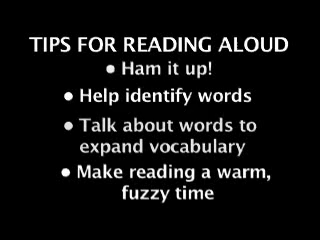 TIPS FOR READING ALOUD
• Ham it up!
• Help identify words
• Talk about words to
expand vocabulary
• Make reading a warm,
fuzzy time